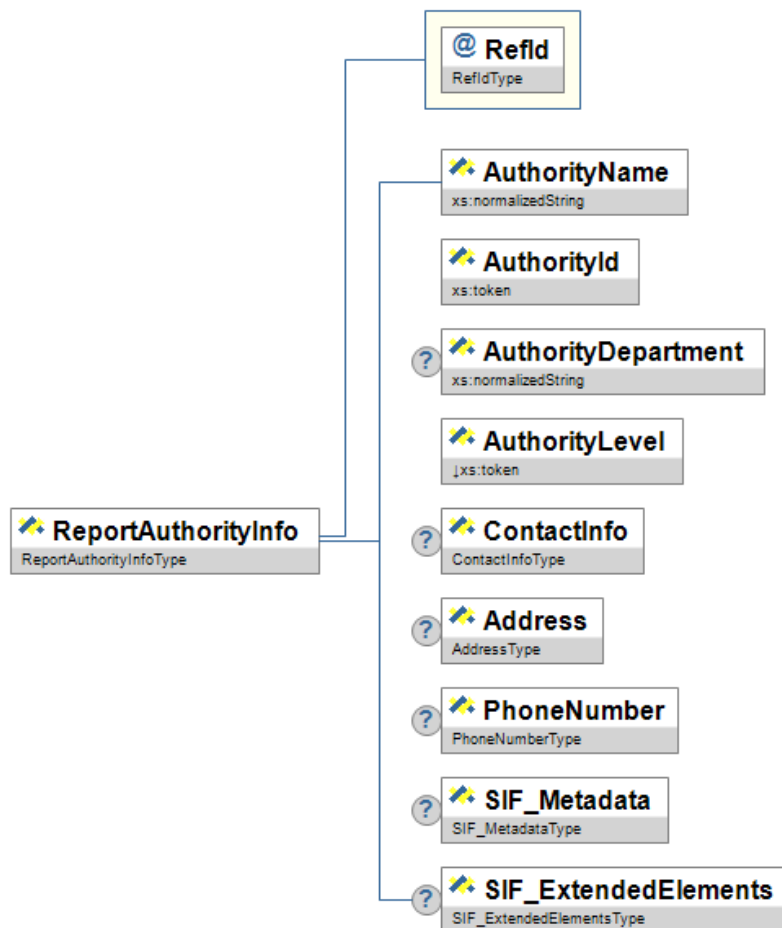 @ RefId
RefIdType
AuthorityName
xs:normalizedString
AuthorityId
xs:token
? AuthorityDepartment
xs:normalizedString
AuthorityLevel
↓xs:token
ReportAuthorityInfo
ReportAuthorityInfoType
? ContactInfo
ContactInfoType
? Address
AddressType
? PhoneNumber
PhoneNumberType
? SIF_Metadata
SIF_MetadataType
? SIF_ExtendedElements
SIF_ExtendedElementsType